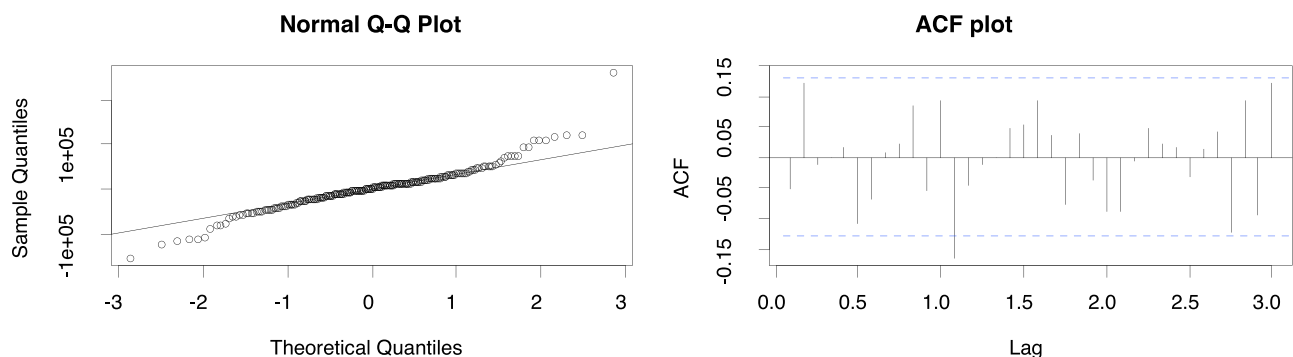 Normal Q-Q Plot
Sample Quantiles
-1e+05
1e+05
-3
-2
-1
0
1
2
3
Theoretical Quantiles
ACF plot
ACF
0.15
0.05
-0.05
-0.15
0.0
0.5
1.0
1.5
2.0
2.5
3.0
Lag